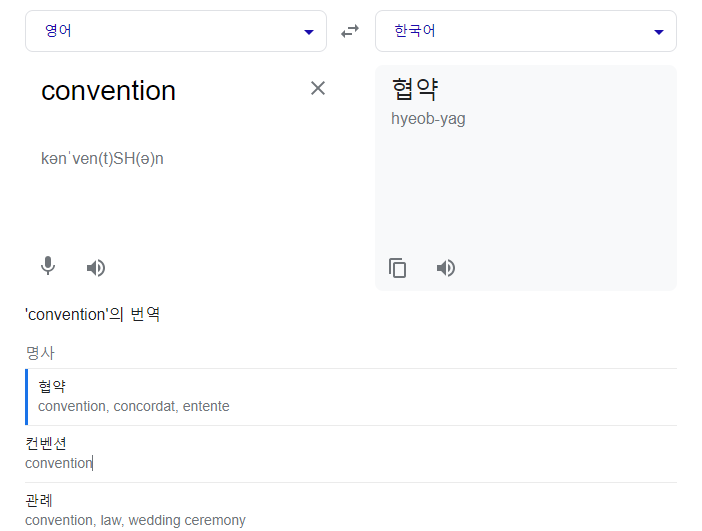 영어
한국어
convention
협약
hyeob-yag
kənˈven(t)SH(ə)n
'convention'의 번역
명사
협약
convention, concordat, entente
컨벤션
convention
관례
convention, law, wedding ceremony